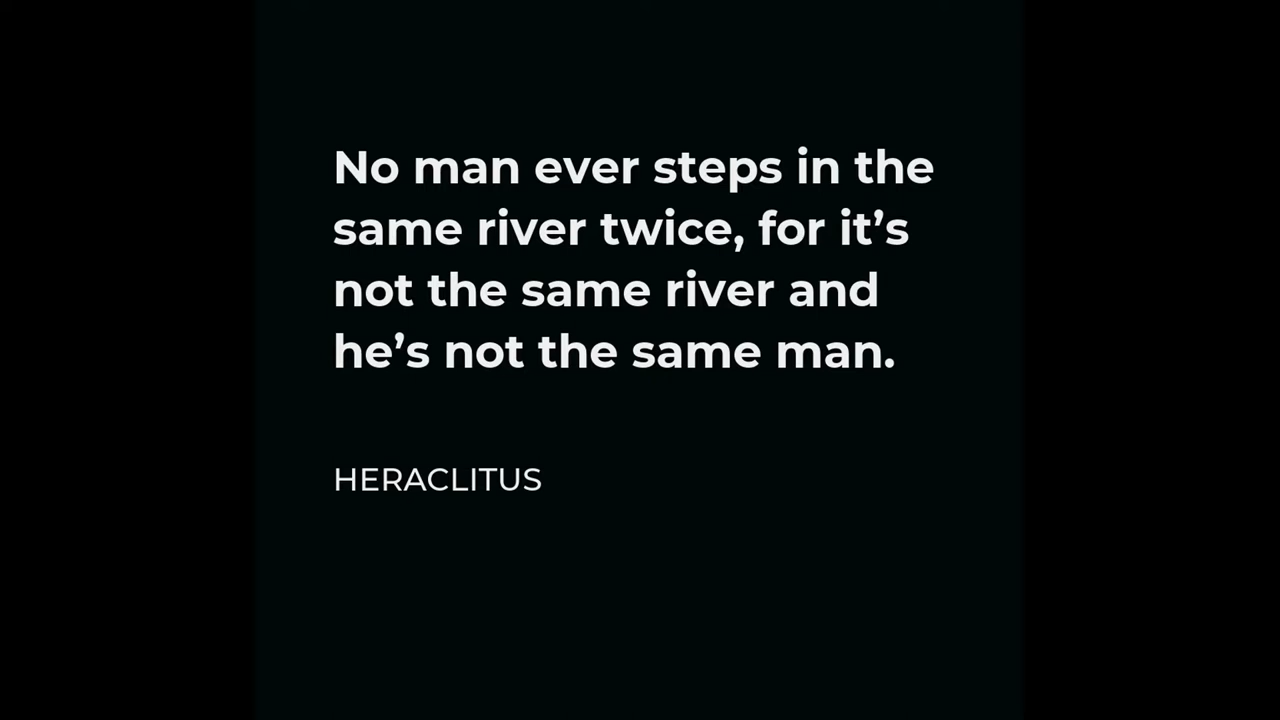 No man ever steps in the
same river twice, for it’s
not the same river and
he’s not the same man.
HERACLITUS